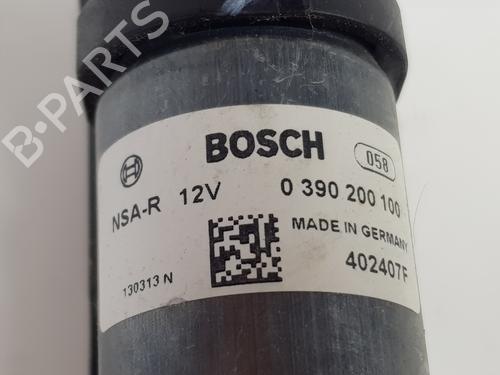 B-PARTS
BOSCH 058
NSA-R 12V 0 390 200 100
MADE IN GERMANY
130313 N 402407F